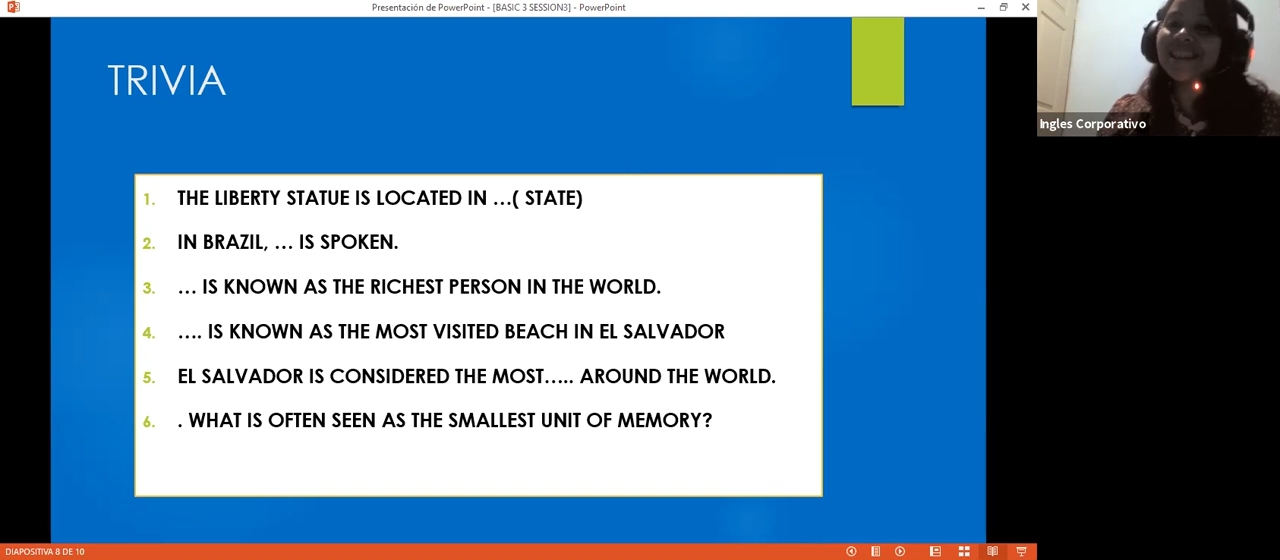 Presentación de PowerPoint - [BASIC 3 SESSION3] - PowerPoint
TRIVIA
1. THE LIBERTY STATUE IS LOCATED IN …( STATE)
2. IN BRAZIL, … IS SPOKEN.
3. … IS KNOWN AS THE RICHEST PERSON IN THE WORLD.
4. …. IS KNOWN AS THE MOST VISITED BEACH IN EL SALVADOR
5. EL SALVADOR IS CONSIDERED THE MOST….. AROUND THE WORLD.
6. . WHAT IS OFTEN SEEN AS THE SMALLEST UNIT OF MEMORY?
Ingles Corporativo
DIAPOSITIVA 8 DE 10